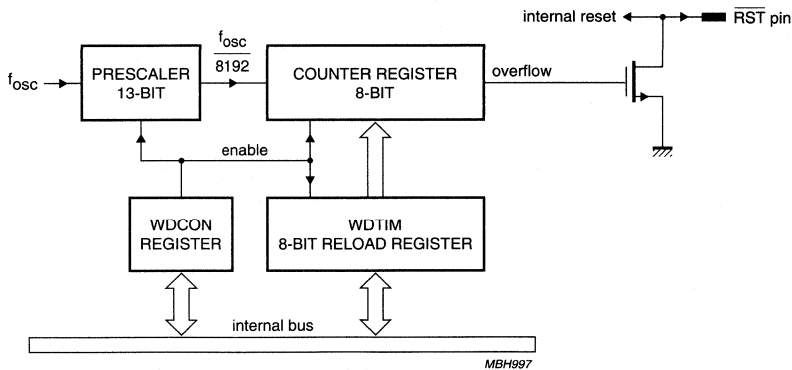 internal reset
RST pin
fosc
PRESCALER
13-BIT
fosc
8192
COUNTER REGISTER
8-BIT
overflow
enable
WDCON
REGISTER
WDTIM
8-BIT RELOAD REGISTER
internal bus
MBH997